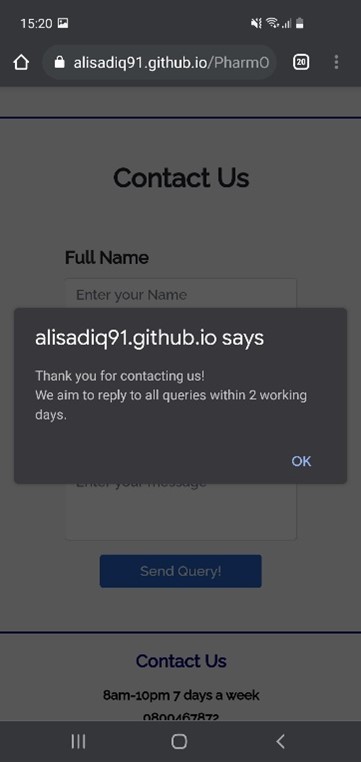 15:20
alisadiq91.github.io/PharmO
20
Contact Us
Full Name
Enter your Name
alisadiq91.github.io says
Thank you for contacting us!
We aim to reply to all queries within 2 working
days.
OK
Enter your message
Send Query!
Contact Us
8am-10pm 7 days a week
0800467872